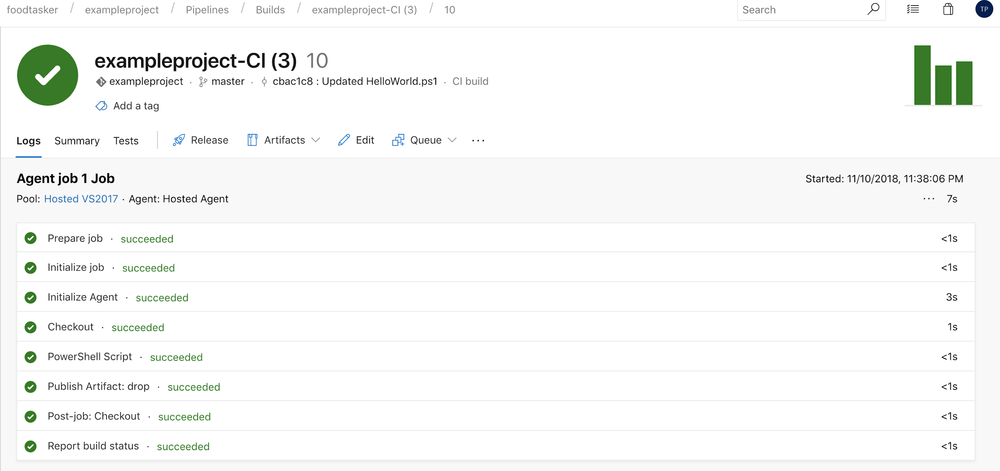 foodtasker / exampleproject / Pipelines / Builds / exampleproject-CI (3) / 10
Search
TP
exampleproject-CI (3) 10
exampleproject · master · cbac1c8 : Updated HelloWorld.ps1 · CI build
Add a tag
Logs Summary Tests Release Artifacts Edit Queue ...
Agent job 1 Job
Started: 11/10/2018, 11:38:06 PM
Pool: Hosted VS2017 · Agent: Hosted Agent
... 7s
Prepare job · succeeded <1s
Initialize job · succeeded <1s
Initialize Agent · succeeded 3s
Checkout · succeeded 1s
PowerShell Script · succeeded <1s
Publish Artifact: drop · succeeded <1s
Post-job: Checkout · succeeded <1s
Report build status · succeeded <1s